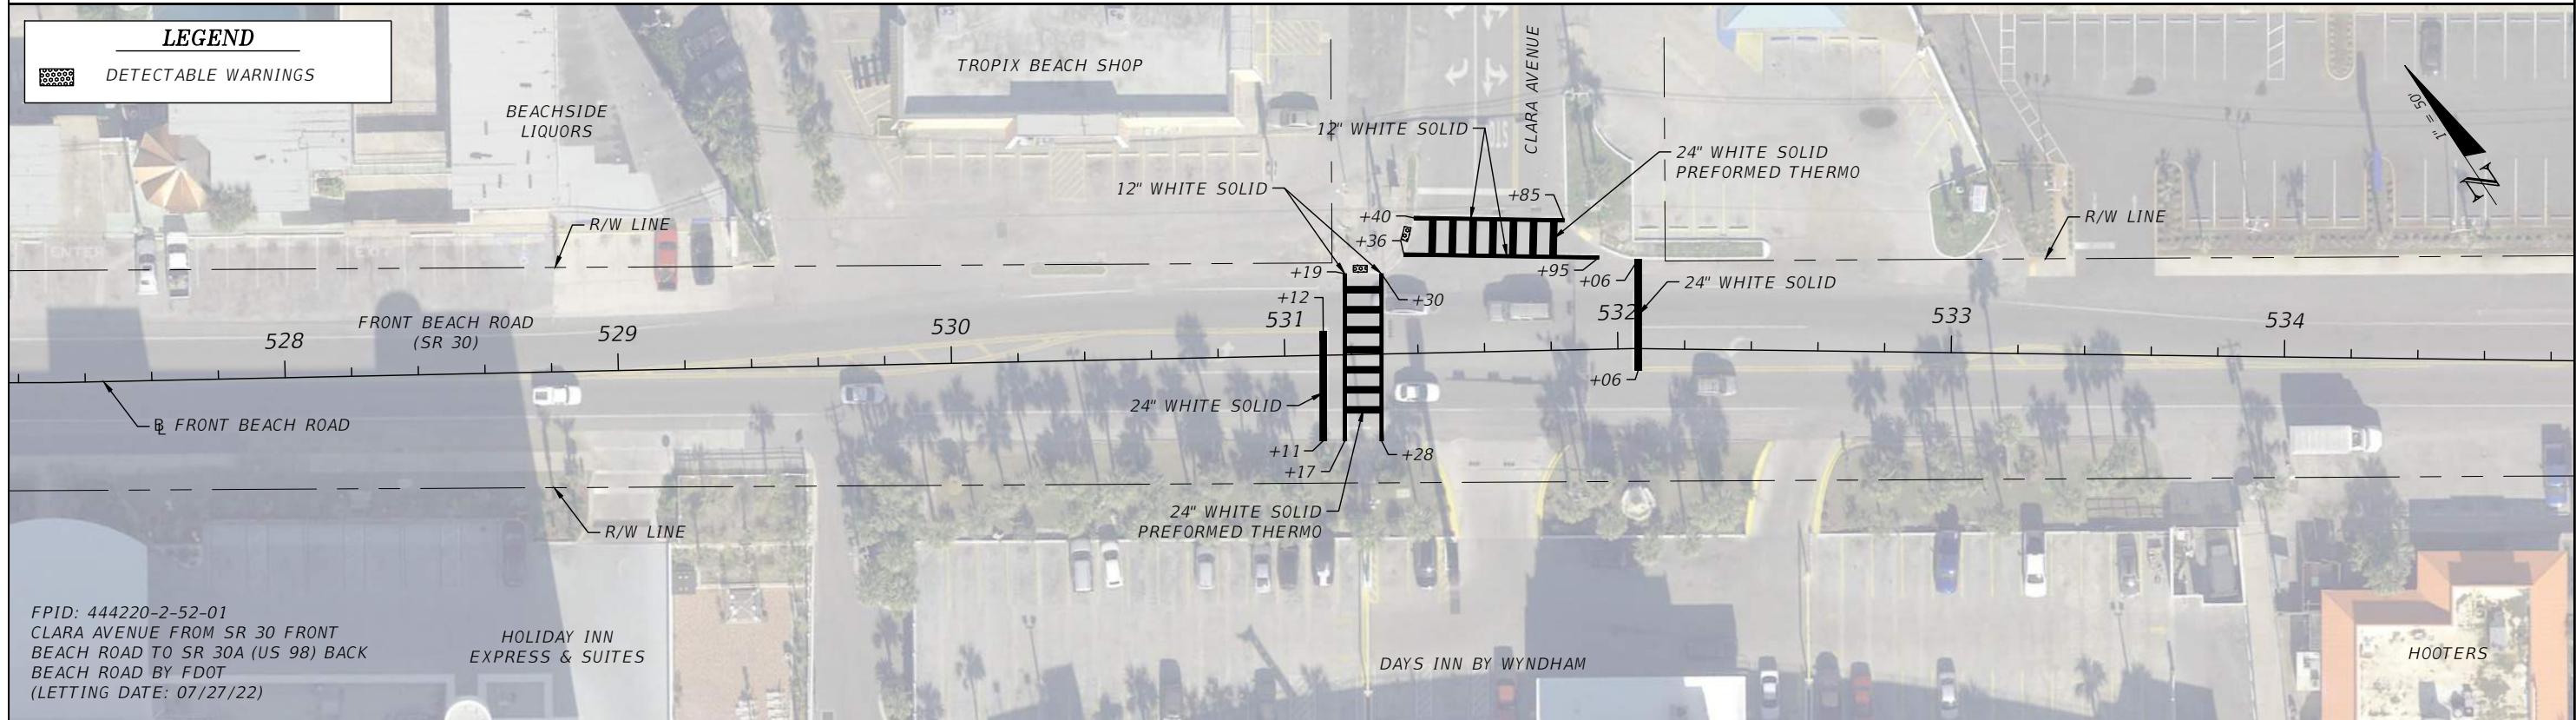 LEGEND
DETECTABLE WARNINGS
BEACHSIDE
LIQUORS
TROPIX BEACH SHOP
CLARA AVENUE
12" WHITE SOLID
24" WHITE SOLID
PREFORMED THERMO
12" WHITE SOLID
+85
+40
+36
+95
R/W LINE
R/W LINE
1" = 50'
N
ENTER
EXIT
+19
+12
+30
+06
24" WHITE SOLID
FRONT BEACH ROAD
(SR 30)
528
529
530
531
532
533
534
+06
24" WHITE SOLID
BL FRONT BEACH ROAD
+11
+17
+28
24" WHITE SOLID
PREFORMED THERMO
R/W LINE
FPID: 444220-2-52-01
CLARA AVENUE FROM SR 30 FRONT
BEACH ROAD TO SR 30A (US 98) BACK
BEACH ROAD BY FDOT
(LETTING DATE: 07/27/22)
HOLIDAY INN
EXPRESS & SUITES
DAYS INN BY WYNDHAM
HOOTERS